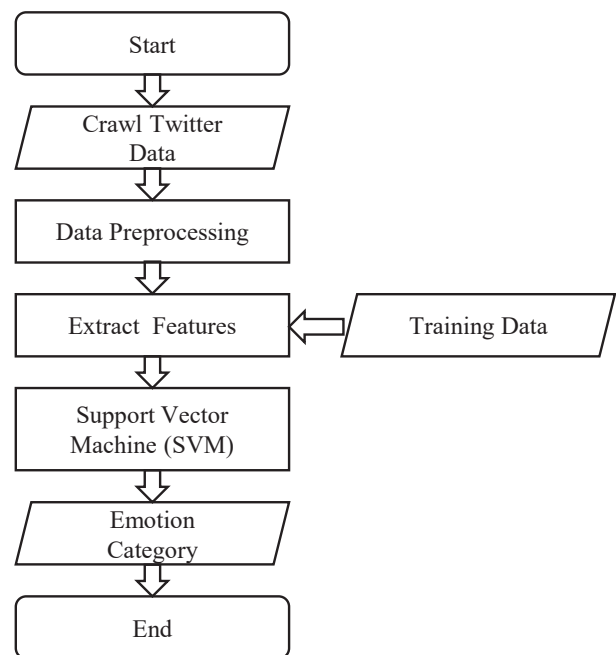 Start
Crawl Twitter
Data
Data Preprocessing
Extract Features
Training Data
Support Vector
Machine (SVM)
Emotion
Category
End